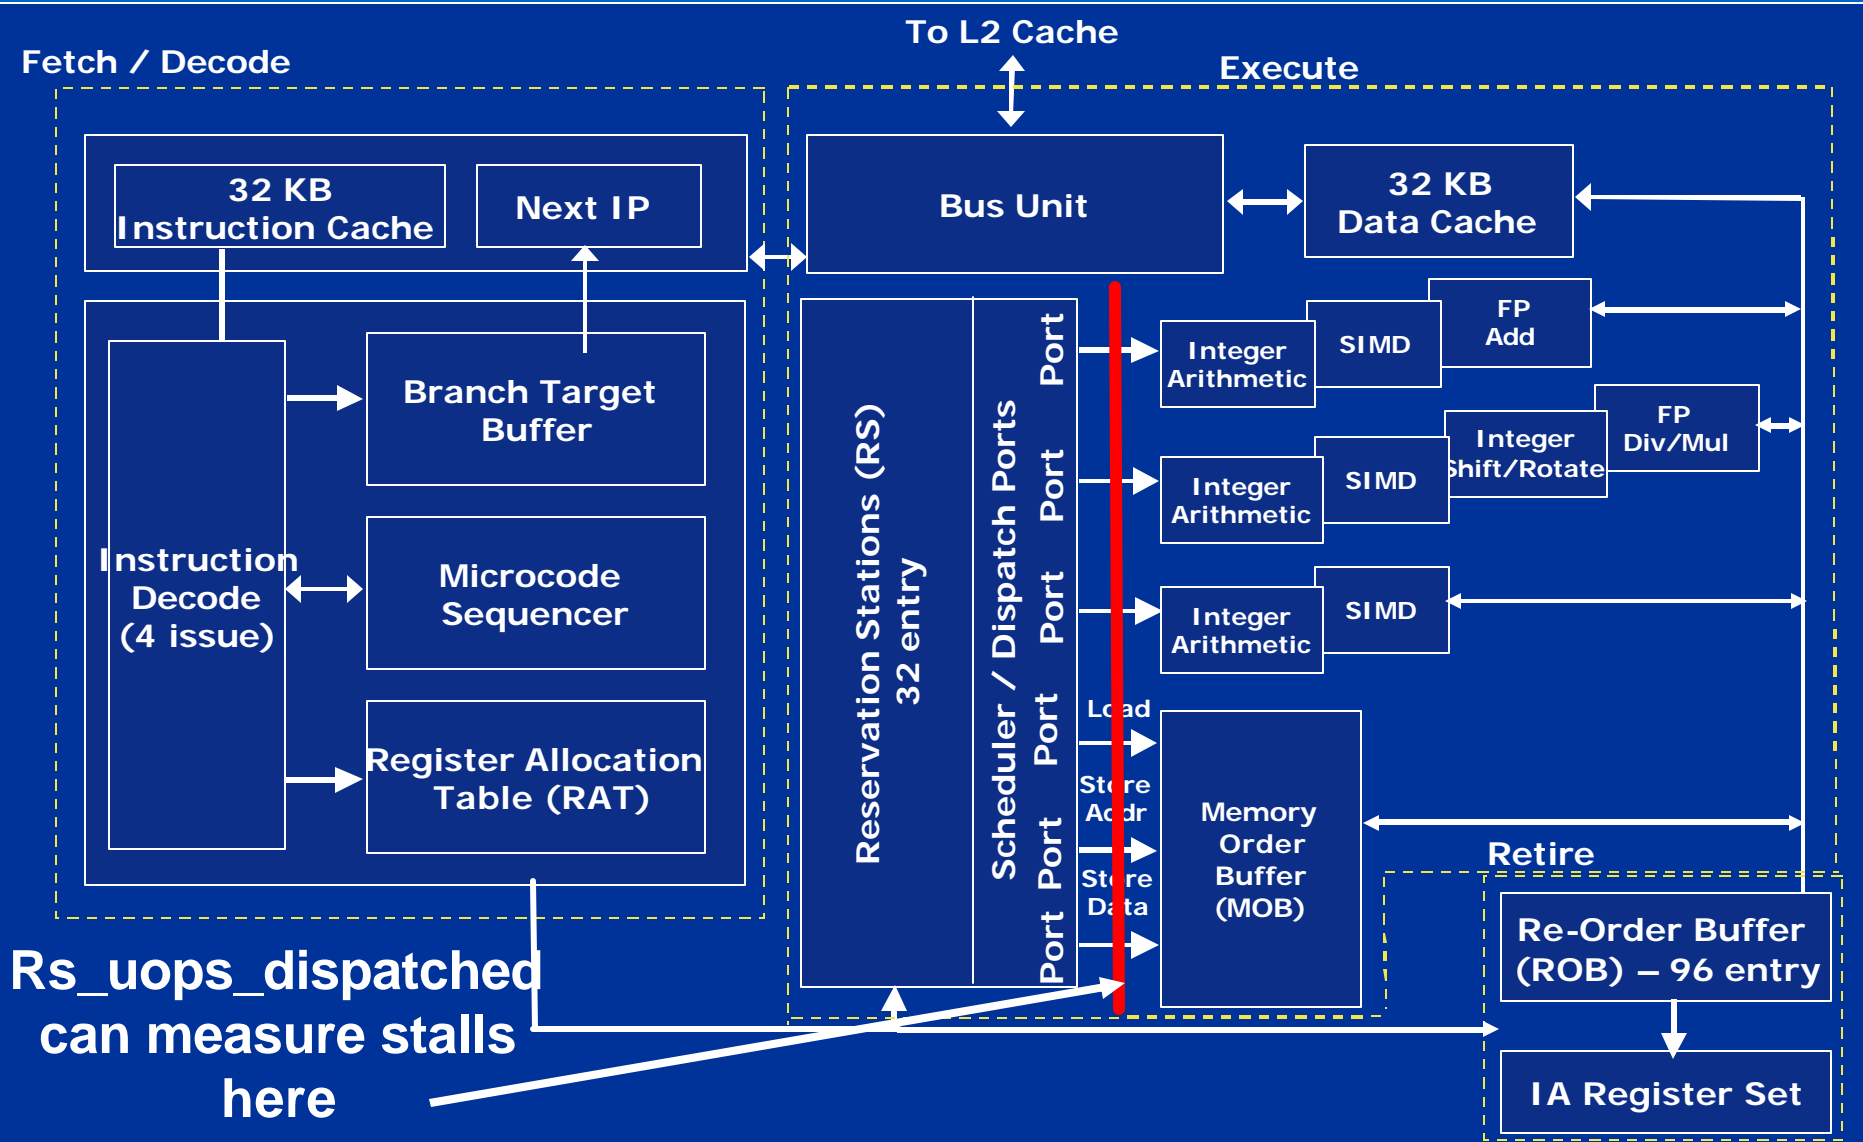 To L2 Cache
Fetch / Decode
Execute
32 KB
Instruction Cache
Next IP
Bus Unit
32 KB
Data Cache
Instruction
Decode
(4 issue)
Branch Target
Buffer
Microcode
Sequencer
Register Allocation
Table (RAT)
Reservation Stations (RS)
32 entry
Scheduler / Dispatch Ports
Port
Port
Port
Port
Port
Port
Integer
Arithmetic
SIMD
FP
Add
Integer
Arithmetic
SIMD
Integer
Shift/Rotate
FP
Div/Mul
Integer
Arithmetic
SIMD
Load
Store
Addr
Store
Data
Memory
Order
Buffer
(MOB)
Retire
Re-Order Buffer
(ROB) – 96 entry
IA Register Set
Rs_uops_dispatched
can measure stalls
here